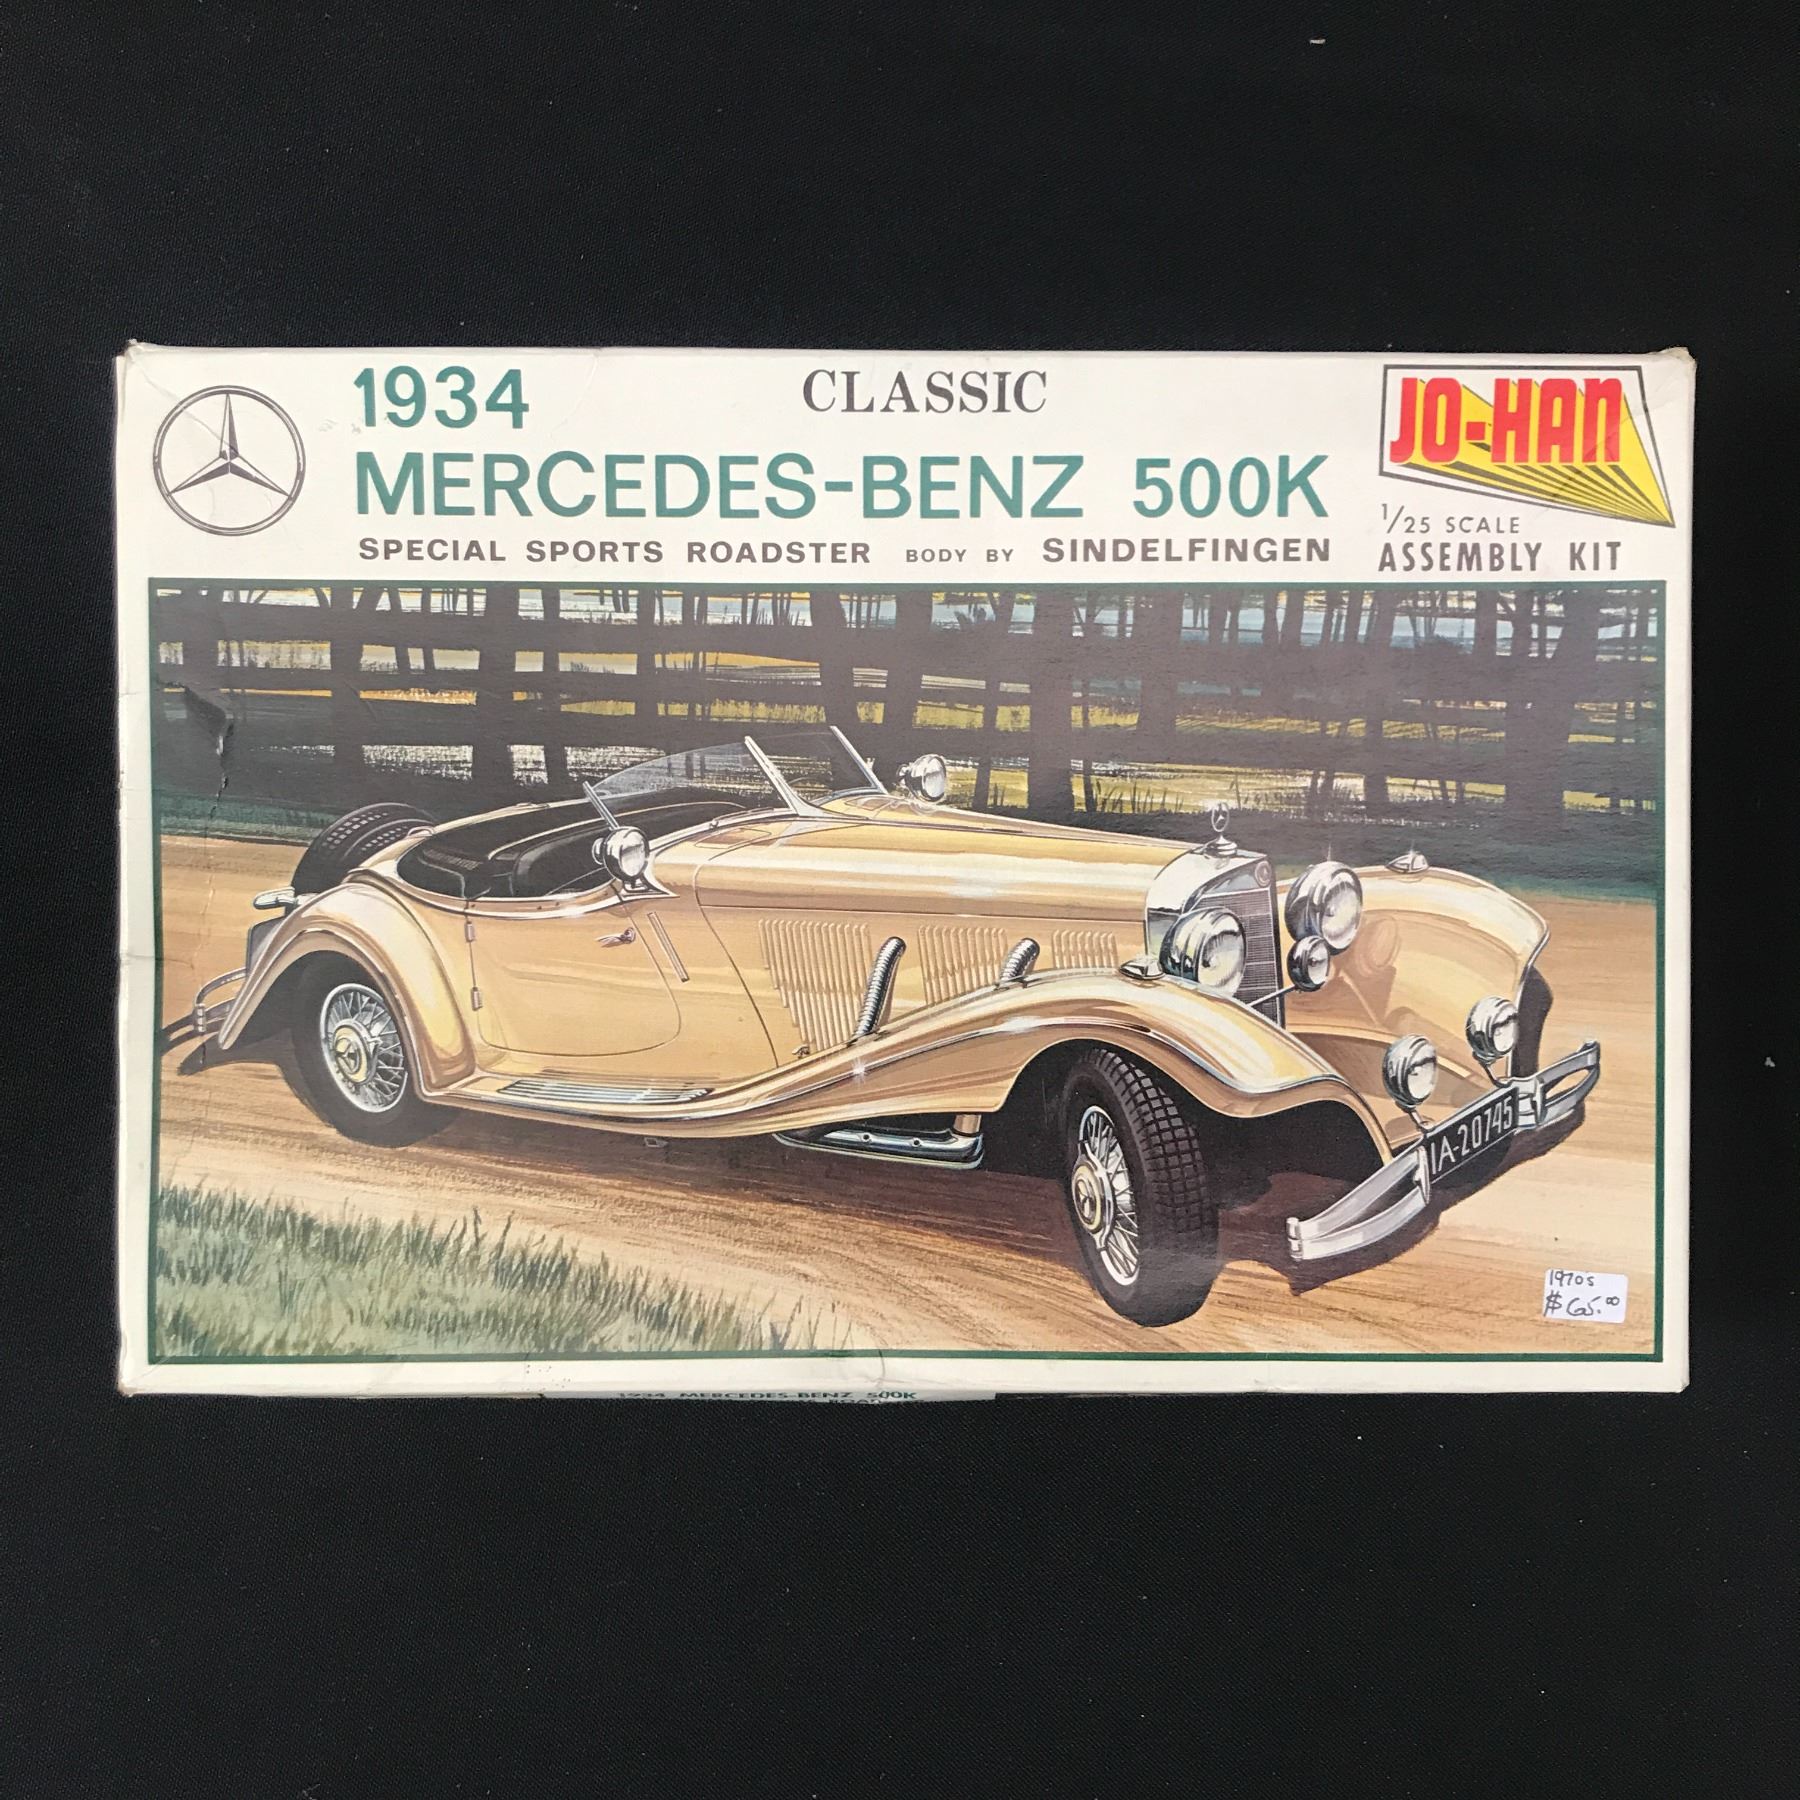 1934
CLASSIC
JO-HAN
MERCEDES-BENZ 500K
1/25 SCALE
SPECIAL SPORTS ROADSTER BODY BY SINDELFINGEN
ASSEMBLY KIT
IA-20745
1970's
$65.00
1934 MERCEDES-BENZ 500K